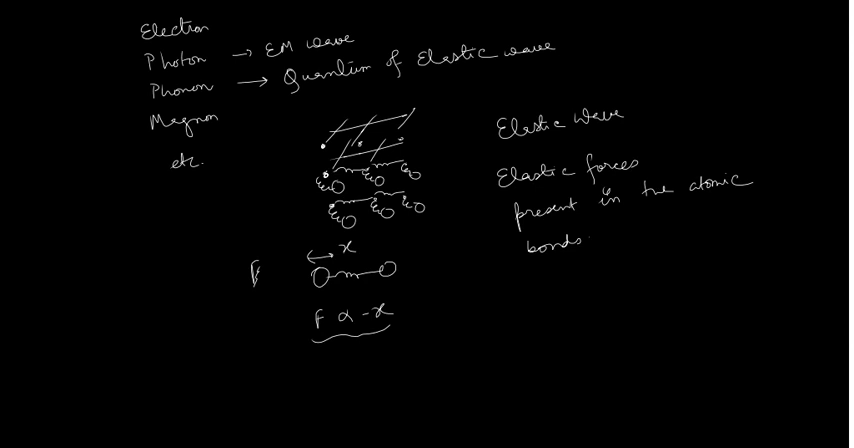 Electron
Photon → EM wave
Phonon → Quantum of Elastic wave
Magnon
etc.
Elastic wave
Elastic forces
present in the atomic
bonds.
x
F ∝ -x